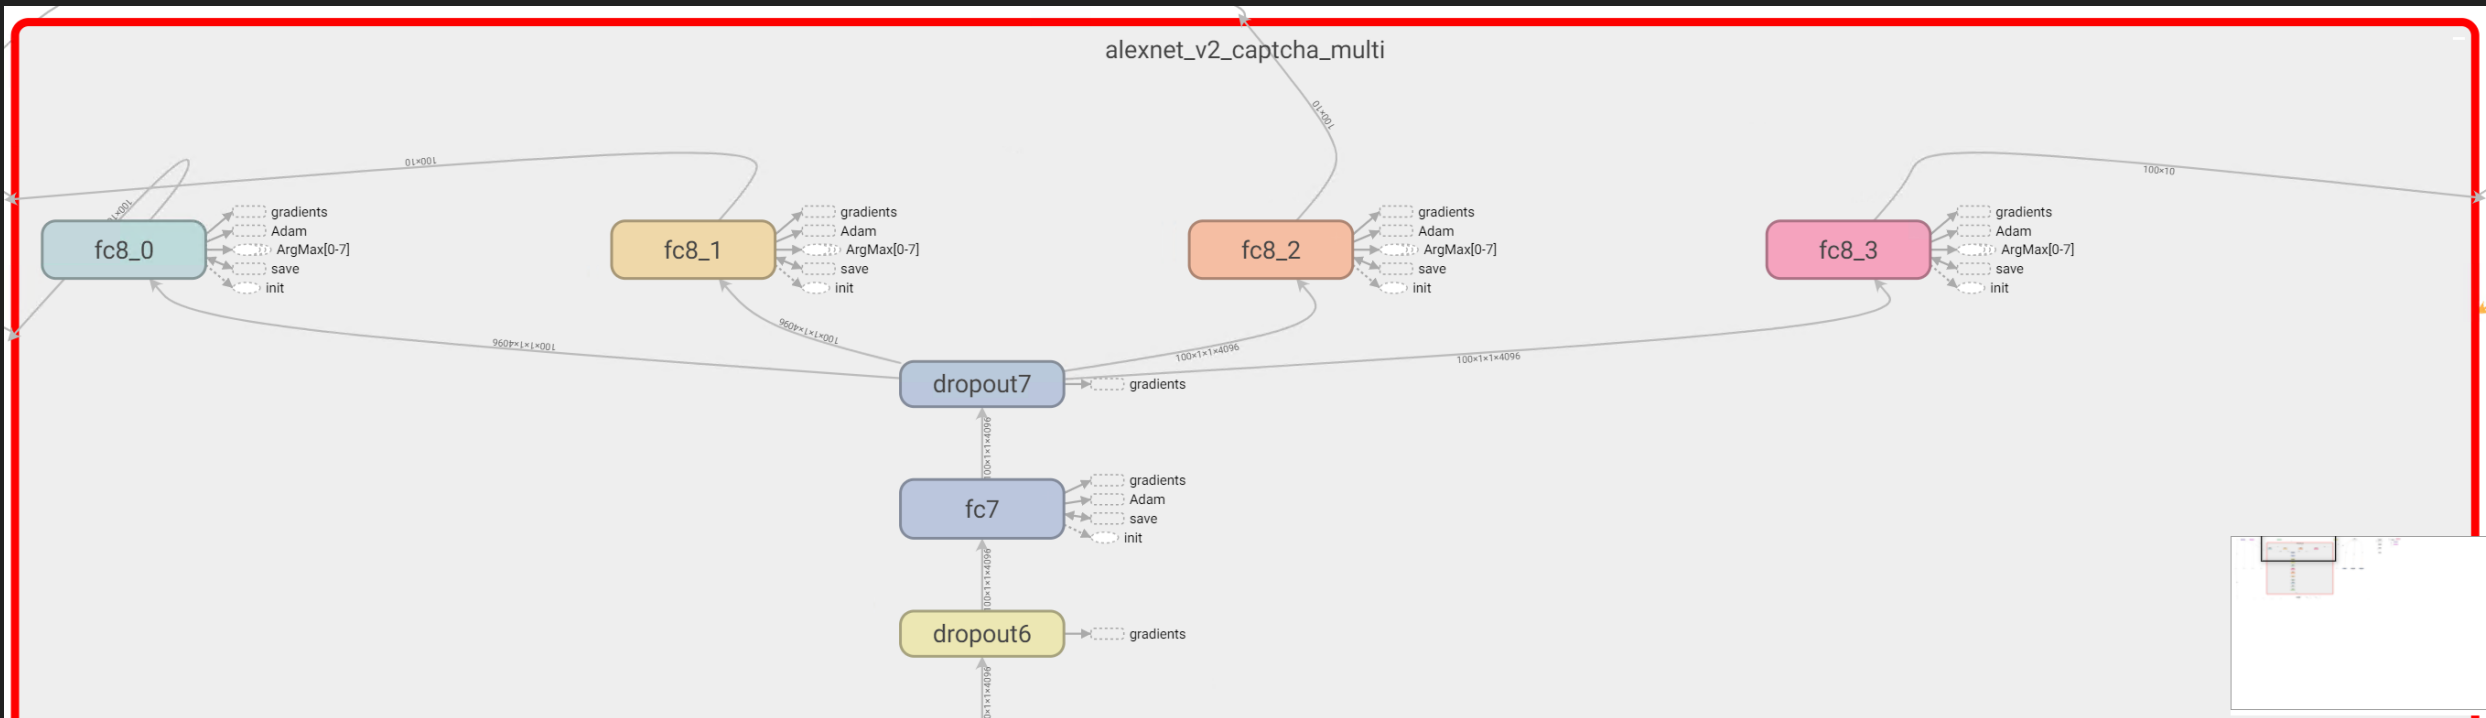 alexnet_v2_captcha_multi
100×10
100×10
100×10
100×10
fc8_0
gradients
Adam
ArgMax[0-7]
save
init
fc8_1
gradients
Adam
ArgMax[0-7]
save
init
fc8_2
gradients
Adam
ArgMax[0-7]
save
init
fc8_3
gradients
Adam
ArgMax[0-7]
save
init
100×1×1×4096
100×1×1×4096
100×1×1×4096
100×1×1×4096
dropout7
gradients
100×1×1×4096
fc7
gradients
Adam
save
init
100×1×1×4096
dropout6
gradients